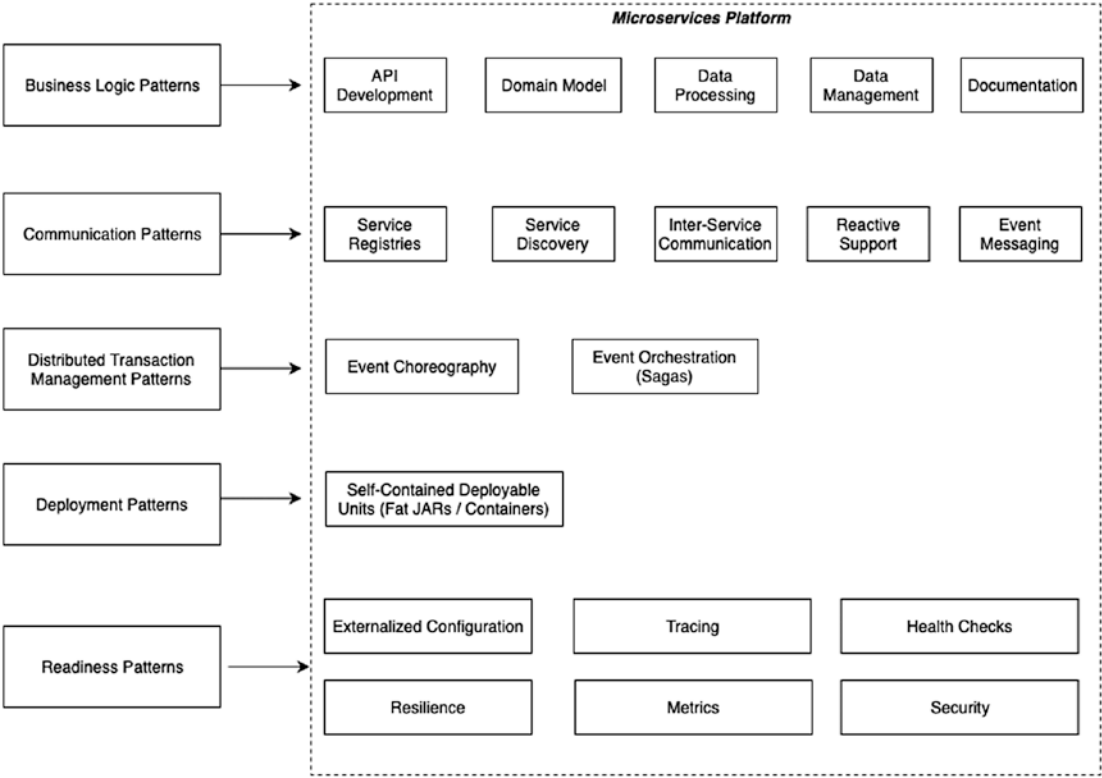 Microservices Platform
Business Logic Patterns
API
Development
Domain Model
Data
Processing
Data
Management
Documentation
Communication Patterns
Service
Registries
Service
Discovery
Inter-Service
Communication
Reactive
Support
Event
Messaging
Distributed Transaction
Management Patterns
Event Choreography
Event Orchestration
(Sagas)
Deployment Patterns
Self-Contained Deployable
Units (Fat JARs / Containers)
Readiness Patterns
Externalized Configuration
Tracing
Health Checks
Resilience
Metrics
Security